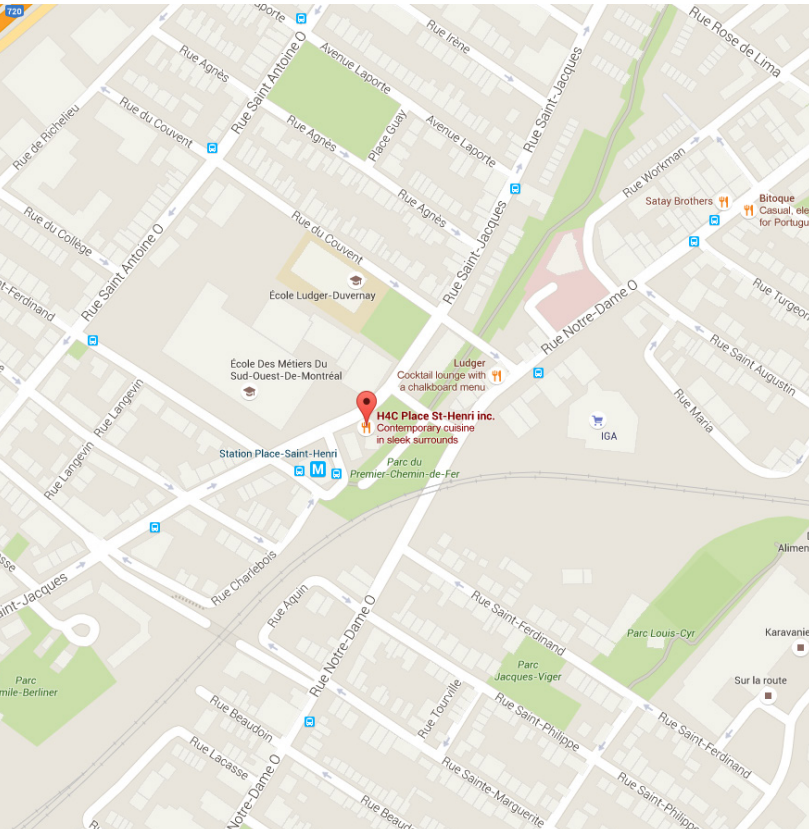 720
Rue Irène
Rue Rose de Lima
Avenue Laporte
Rue Agnès
Rue Saint Antoine O
Rue Saint-Jacques
Rue de Richelieu
Rue du Couvent
Rue Agnès
Place Guay
Avenue Laporte
Rue Workman
Satay Brothers
Bitoque
Casual, ele
for Portugu
Rue du Collège
Rue Agnès
Rue du Couvent
Rue Saint Antoine O
Rue Saint-Jacques
t-Ferdinand
École Ludger-Duvernay
Rue Notre-Dame O
Rue Turgeon
Rue Saint Augustin
École Des Métiers Du
Sud-Ouest-De-Montréal
Ludger
Cocktail lounge with
a chalkboard menu
Rue Langevin
Rue Maria
H4C Place St-Henri inc.
Contemporary cuisine
in sleek surrounds
IGA
Station Place-Saint-Henri
M
Parc du
Premier-Chemin-de-Fer
Rue Langevin
Alimen
Rue Charlebois
int-Jacques
Rue Aquin
Rue Notre-Dame O
Rue Saint-Ferdinand
Parc Louis-Cyr
Karavanie
Parc
Jacques-Viger
Parc
mile-Berliner
Sur la route
Rue Tourville
Rue Saint-Philippe
Rue Beaudoin
Rue Lacasse
Rue Saint-Ferdinand
Rue Sainte-Marguerite
Rue Saint-Philippe
Rue Beaud
Notre-Dame O